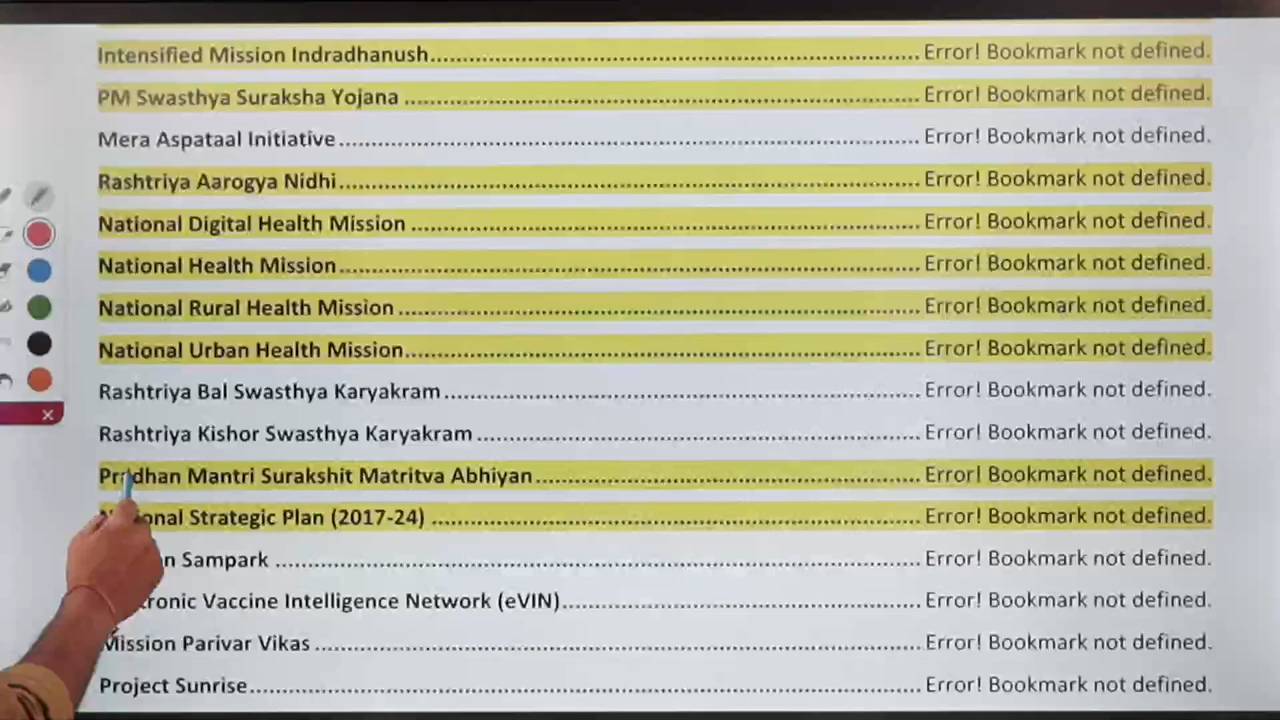 Intensified Mission Indradhanush.......... Error! Bookmark not defined.
PM Swasthya Suraksha Yojana .......... Error! Bookmark not defined.
Mera Aspataal Initiative.......... Error! Bookmark not defined.
Rashtriya Aarogya Nidhi.......... Error! Bookmark not defined.
National Digital Health Mission .......... Error! Bookmark not defined.
National Health Mission.......... Error! Bookmark not defined.
National Rural Health Mission .......... Error! Bookmark not defined.
National Urban Health Mission.......... Error! Bookmark not defined.
Rashtriya Bal Swasthya Karyakram .......... Error! Bookmark not defined.
Rashtriya Kishor Swasthya Karyakram .......... Error! Bookmark not defined.
Pradhan Mantri Surakshit Matritva Abhiyan .......... Error! Bookmark not defined.
National Strategic Plan (2017-24) .......... Error! Bookmark not defined.
Sampark .......... Error! Bookmark not defined.
Vaccine Intelligence Network (eVIN).......... Error! Bookmark not defined.
Mission Parivar Vikas .......... Error! Bookmark not defined.
Project Sunrise.......... Error! Bookmark not defined.